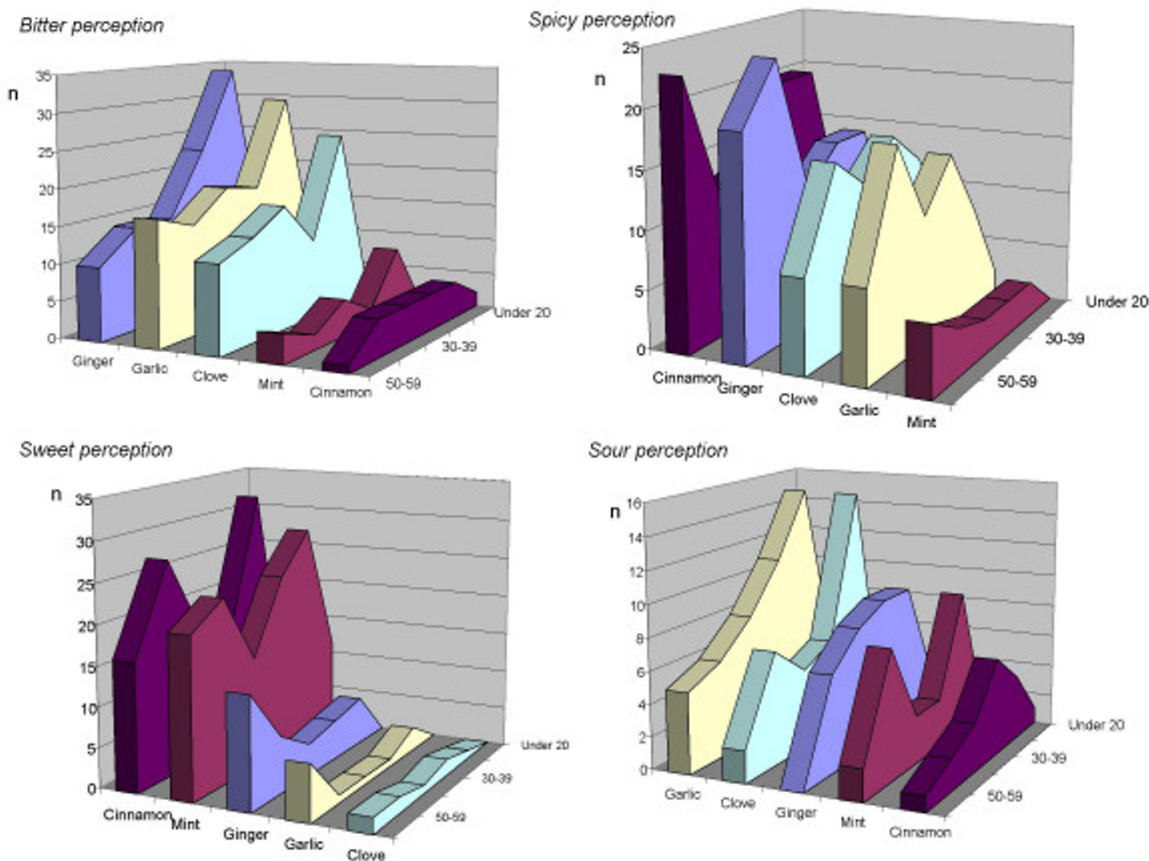 Bitter perception
n
35
30
25
20
15
10
5
0
Ginger
Garlic
Clove
Mint
Cinnamon
50-59
30-39
Under 20
Spicy perception
n
25
20
15
10
5
0
Cinnamon
Ginger
Clove
Garlic
Mint
50-59
30-39
Under 20
Sweet perception
n
35
30
25
20
15
10
5
0
Cinnamon
Mint
Ginger
Garlic
Clove
50-59
30-39
Under 20
Sour perception
n
16
14
12
10
8
6
4
2
0
Garlic
Clove
Ginger
Mint
Cinnamon
50-59
30-39
Under 20